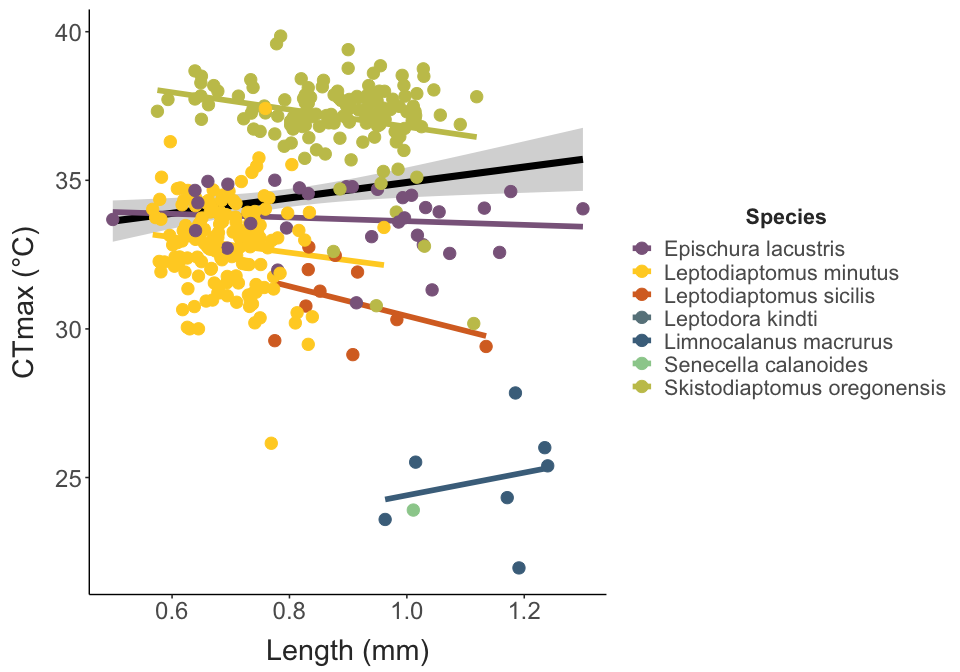 40
35
30
25
CTmax (°C)
0.6 0.8 1.0 1.2
Length (mm)
Species
Epischura lacustris
Leptodiaptomus minutus
Leptodiaptomus sicilis
Leptodora kindti
Limnocalanus macrurus
Senecella calanoides
Skistodiaptomus oregonensis